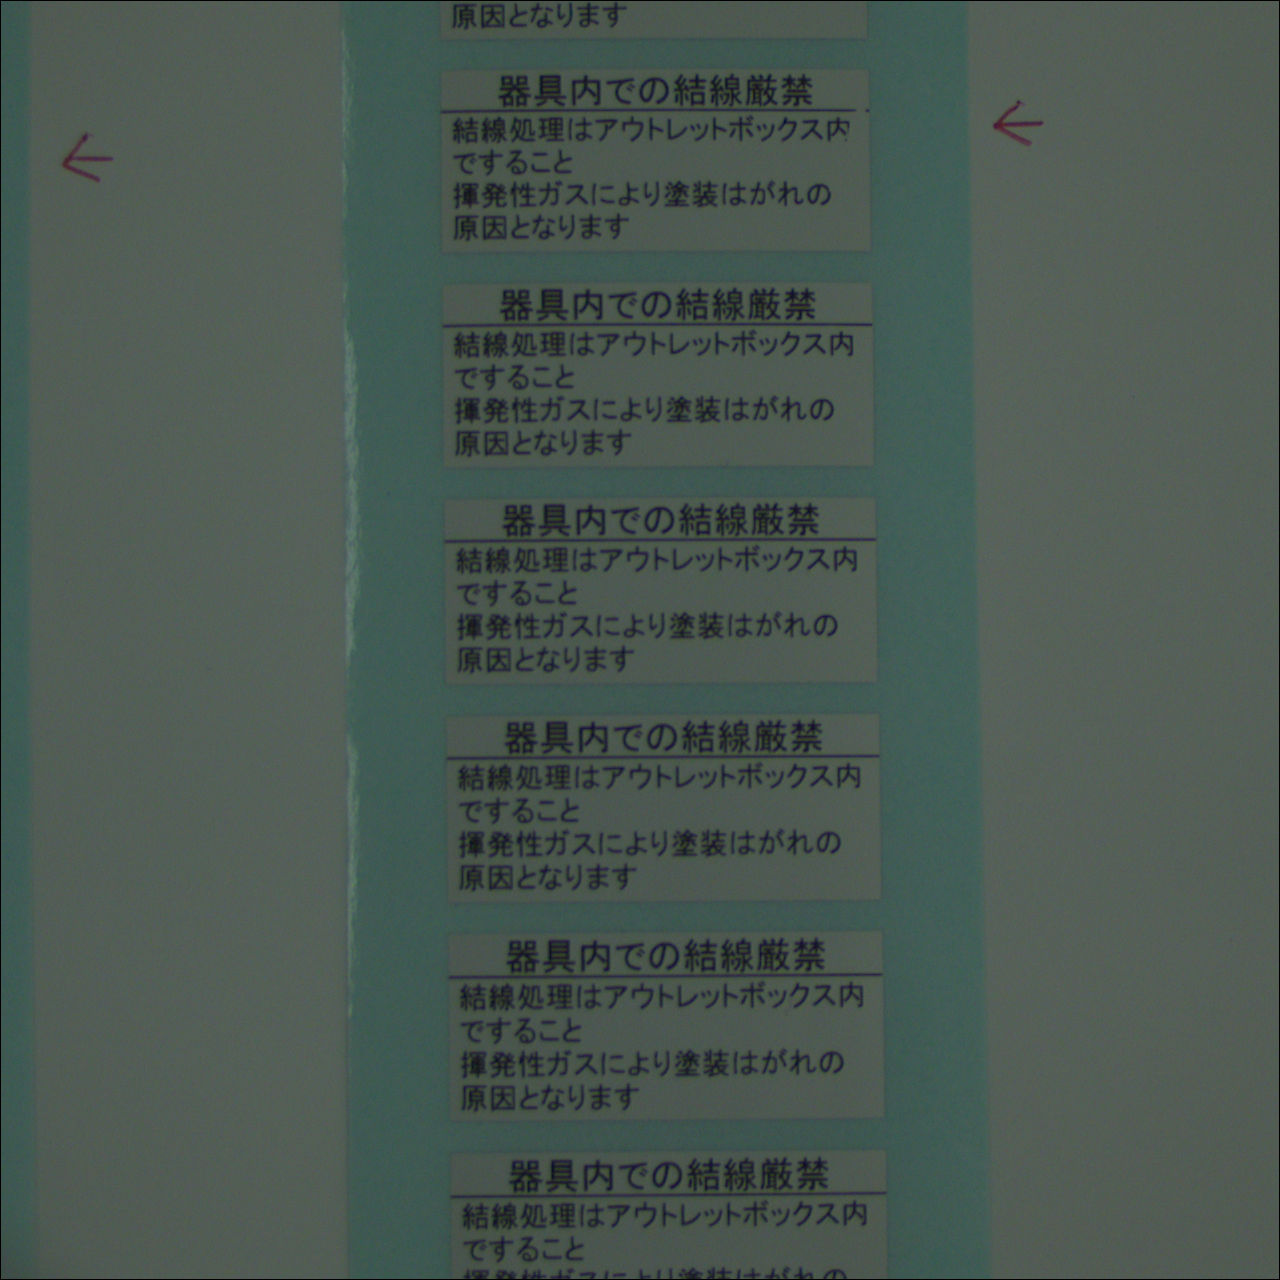 原因となります
器具内での結線厳禁
結線処理はアウトレットボックス内
ですること
揮発性ガスにより塗装はがれの
原因となります
器具内での結線厳禁
結線処理はアウトレットボックス内
ですること
揮発性ガスにより塗装はがれの
原因となります
器具内での結線厳禁
結線処理はアウトレットボックス内
ですること
揮発性ガスにより塗装はがれの
原因となります
器具内での結線厳禁
結線処理はアウトレットボックス内
ですること
揮発性ガスにより塗装はがれの
原因となります
器具内での結線厳禁
結線処理はアウトレットボックス内
ですること
揮発性ガスにより塗装はがれの
原因となります
器具内での結線厳禁
結線処理はアウトレットボックス内
ですること
揮発性ガスにより塗装はがれの